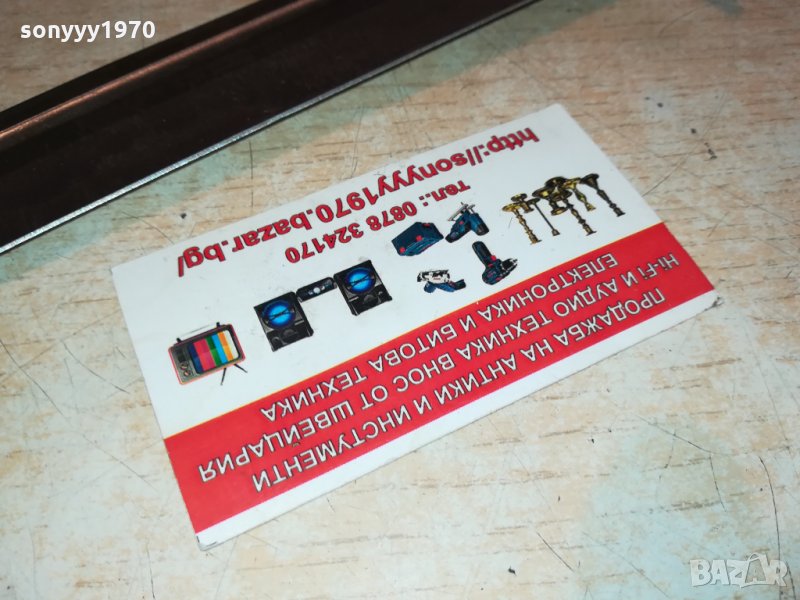 sonyyy1970
ПРОДАЖБА НА АНТИКИ И ИНСТУМЕНТИ
Hi-Fi И АУДИО ТЕХНИКА ВНОС ОТ ШВЕЙЦАРИЯ
ЕЛЕКТРОНИКА И БИТОВА ТЕХНИКА
тел.: 0878 324170
http://sonyyy1970.bazar.bg/
BAZAR